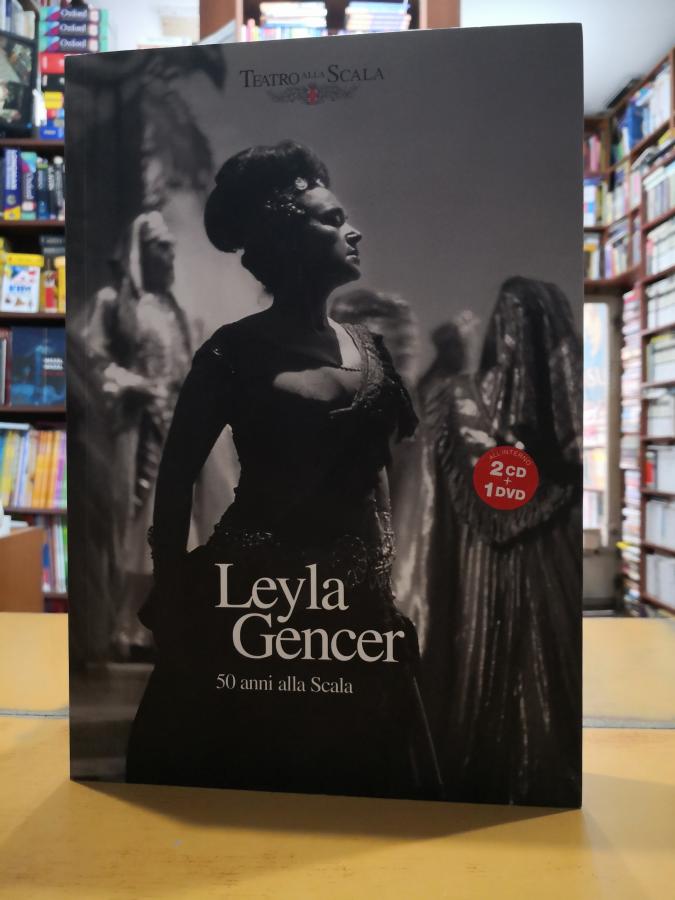 Oxford
Oxford
Oxford
TEATRO ALLA SCALA
ALL'INTERNO
2 CD
+
1 DVD
Leyla
Gencer
50 anni alla Scala